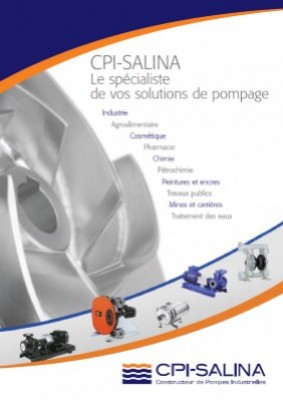 CPI-SALINA
Le spécialiste
de vos solutions de pompage
Industrie
Agrodimentaire
Cosmétique
Pharmacie
Chimie
Pétrochimie
Peintures et encres
Travaux publics
Mines et carrières
Traitement des eaux
CPI-SALINA
Constructeur de Pompes Industrielles